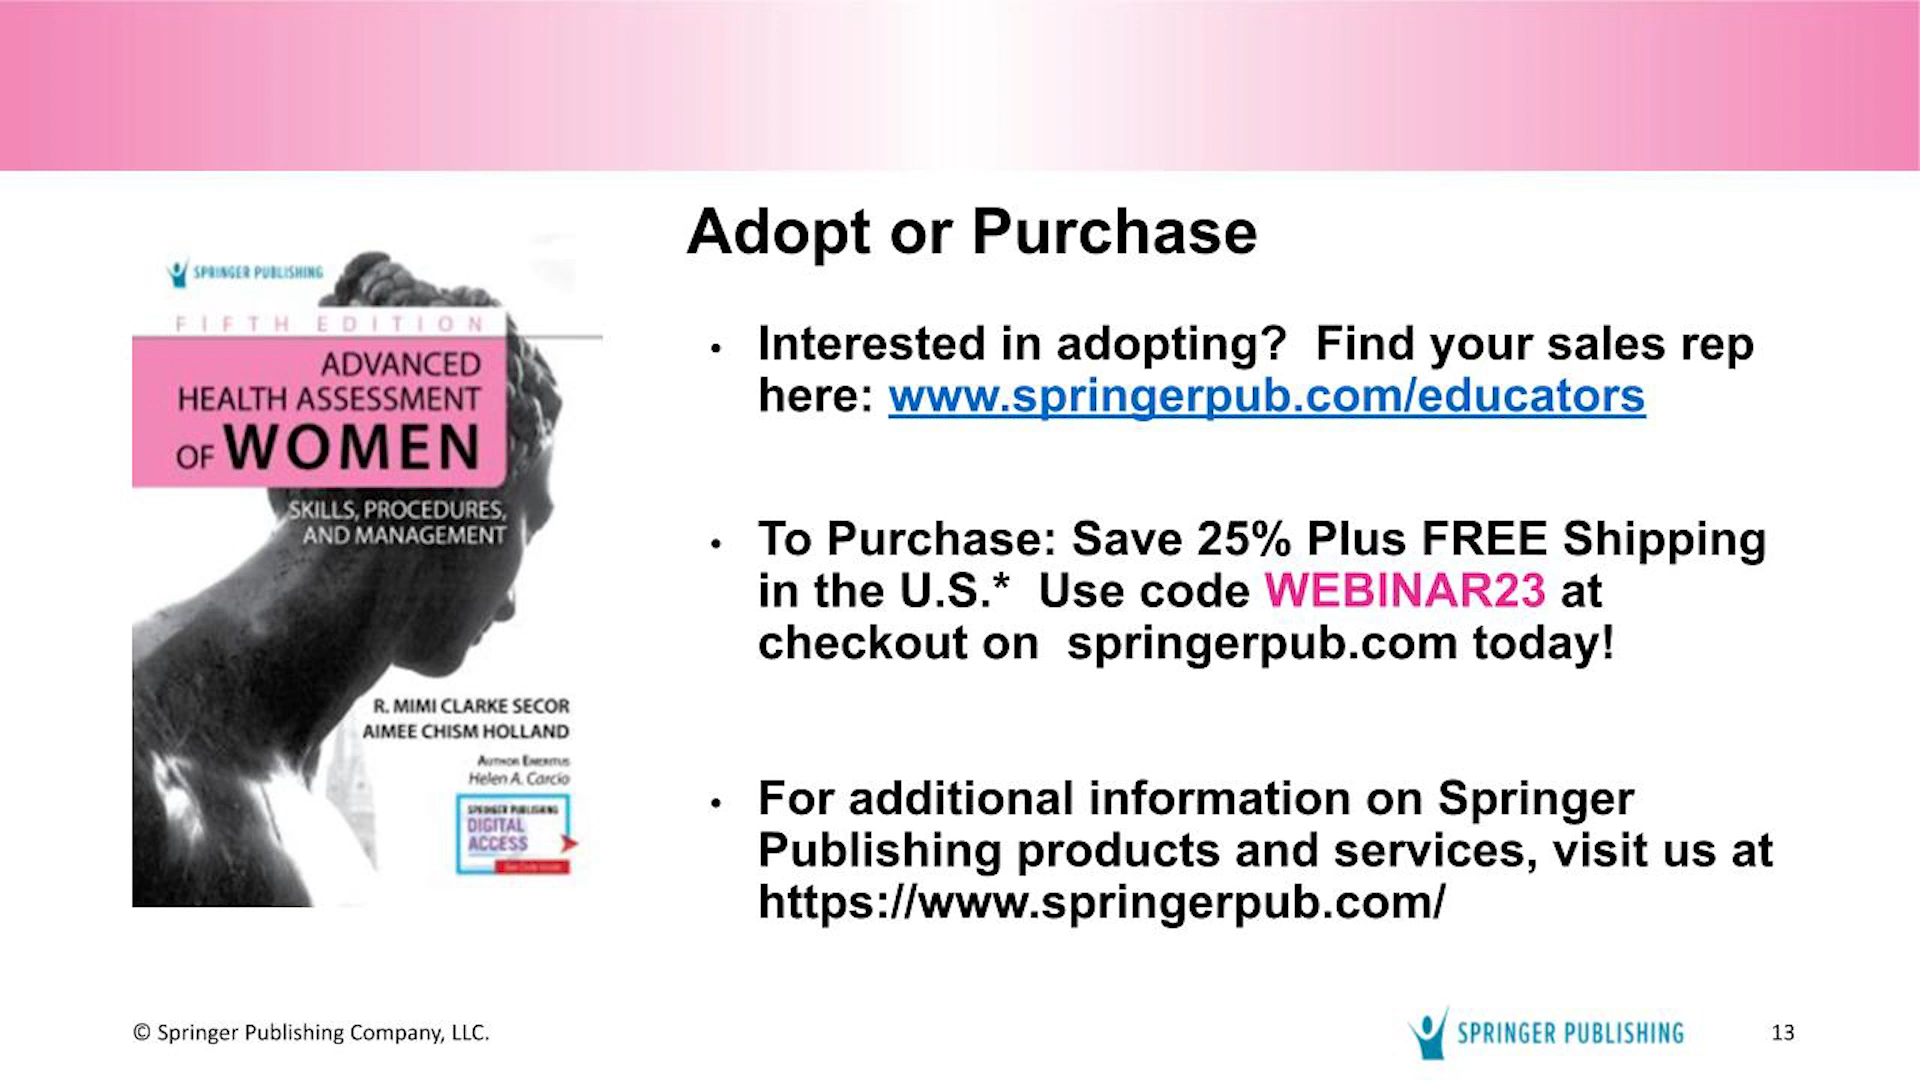 Adopt or Purchase
SPRINGER PUBLISHING
FIFTH EDITION
ADVANCED
HEALTH ASSESSMENT
OF WOMEN
SKILLS, PROCEDURES,
AND MANAGEMENT
R. MIMI CLARKE SECOR
AIMEE CHISM HOLLAND
AUTHOR EMERITUS
Helen A. Carcio
SPRINGER PUBLISHING
DIGITAL
ACCESS
• Interested in adopting?  Find your sales rep
here: www.springerpub.com/educators
• To Purchase: Save 25% Plus FREE Shipping
in the U.S.*  Use code WEBINAR23 at
checkout on  springerpub.com today!
• For additional information on Springer
Publishing products and services, visit us at
https://www.springerpub.com/
© Springer Publishing Company, LLC.
SPRINGER PUBLISHING
13